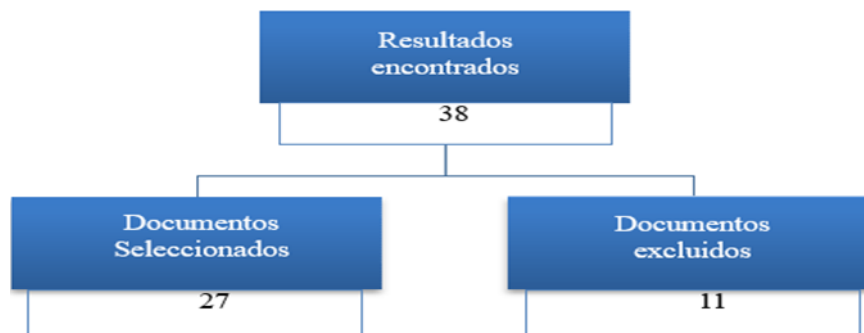 Resultados
encontrados
38
Documentos
Seleccionados
27
Documentos
excluidos
11